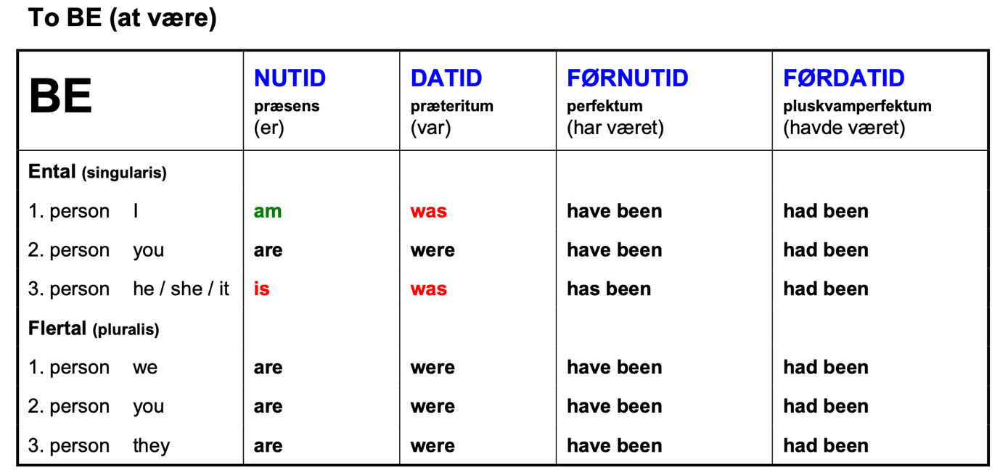 To BE (at være)
BE NUTID DATID FØRNUTID FØRDATID
præsens præteritum perfektum pluskvamperfektum
(er) (var) (har været) (havde været)
Ental (singularis)
1. person I am was have been had been
2. person you are were have been had been
3. person he / she / it is was has been had been
Flertal (pluralis)
1. person we are were have been had been
2. person you are were have been had been
3. person they are were have been had been